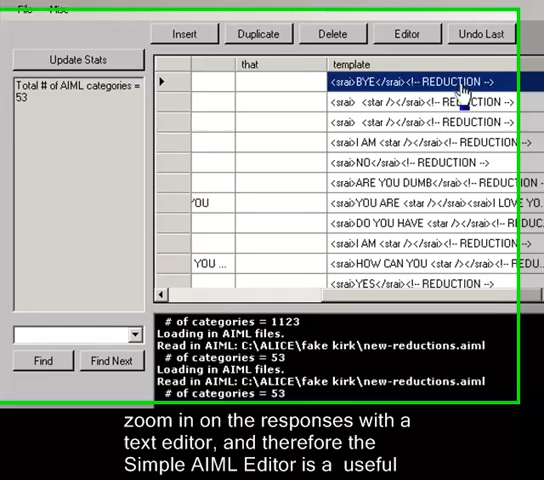 File Misc
Insert Duplicate Delete Editor Undo Last
Update Stats
Total # of AIML categories =
53
that template
<srai>BYE</srai><!-- REDUCTION -->
<srai> <star /></srai><!-- REDUCTION -->
<srai> <star /></srai><!-- REDUCTION -->
<srai>I AM <star /></srai><!-- REDUCTION -->
<srai>NO</srai><!-- REDUCTION -->
<srai>ARE YOU DUMB</srai><!-- REDUCTION -->
YOU <srai>YOU ARE <star /></srai><srai>I LOVE YO...
<srai>DO YOU HAVE <star /></srai><!-- REDUC...
<srai>I AM <star /></srai><!-- REDUCTION -->
YOU ... <srai>HOW CAN YOU <star /></srai><!-- REDU...
<srai>YES</srai><!-- REDUCTION -->
Find Find Next
# of categories = 1123
Loading in AIML files.
Read in AIML: C:\ALICE\fake kirk\new-reductions.aiml
# of categories = 53
Loading in AIML files.
Read in AIML: C:\ALICE\fake kirk\new-reductions.aiml
# of categories = 53
zoom in on the responses with a
text editor, and therefore the
Simple AIML Editor is a useful